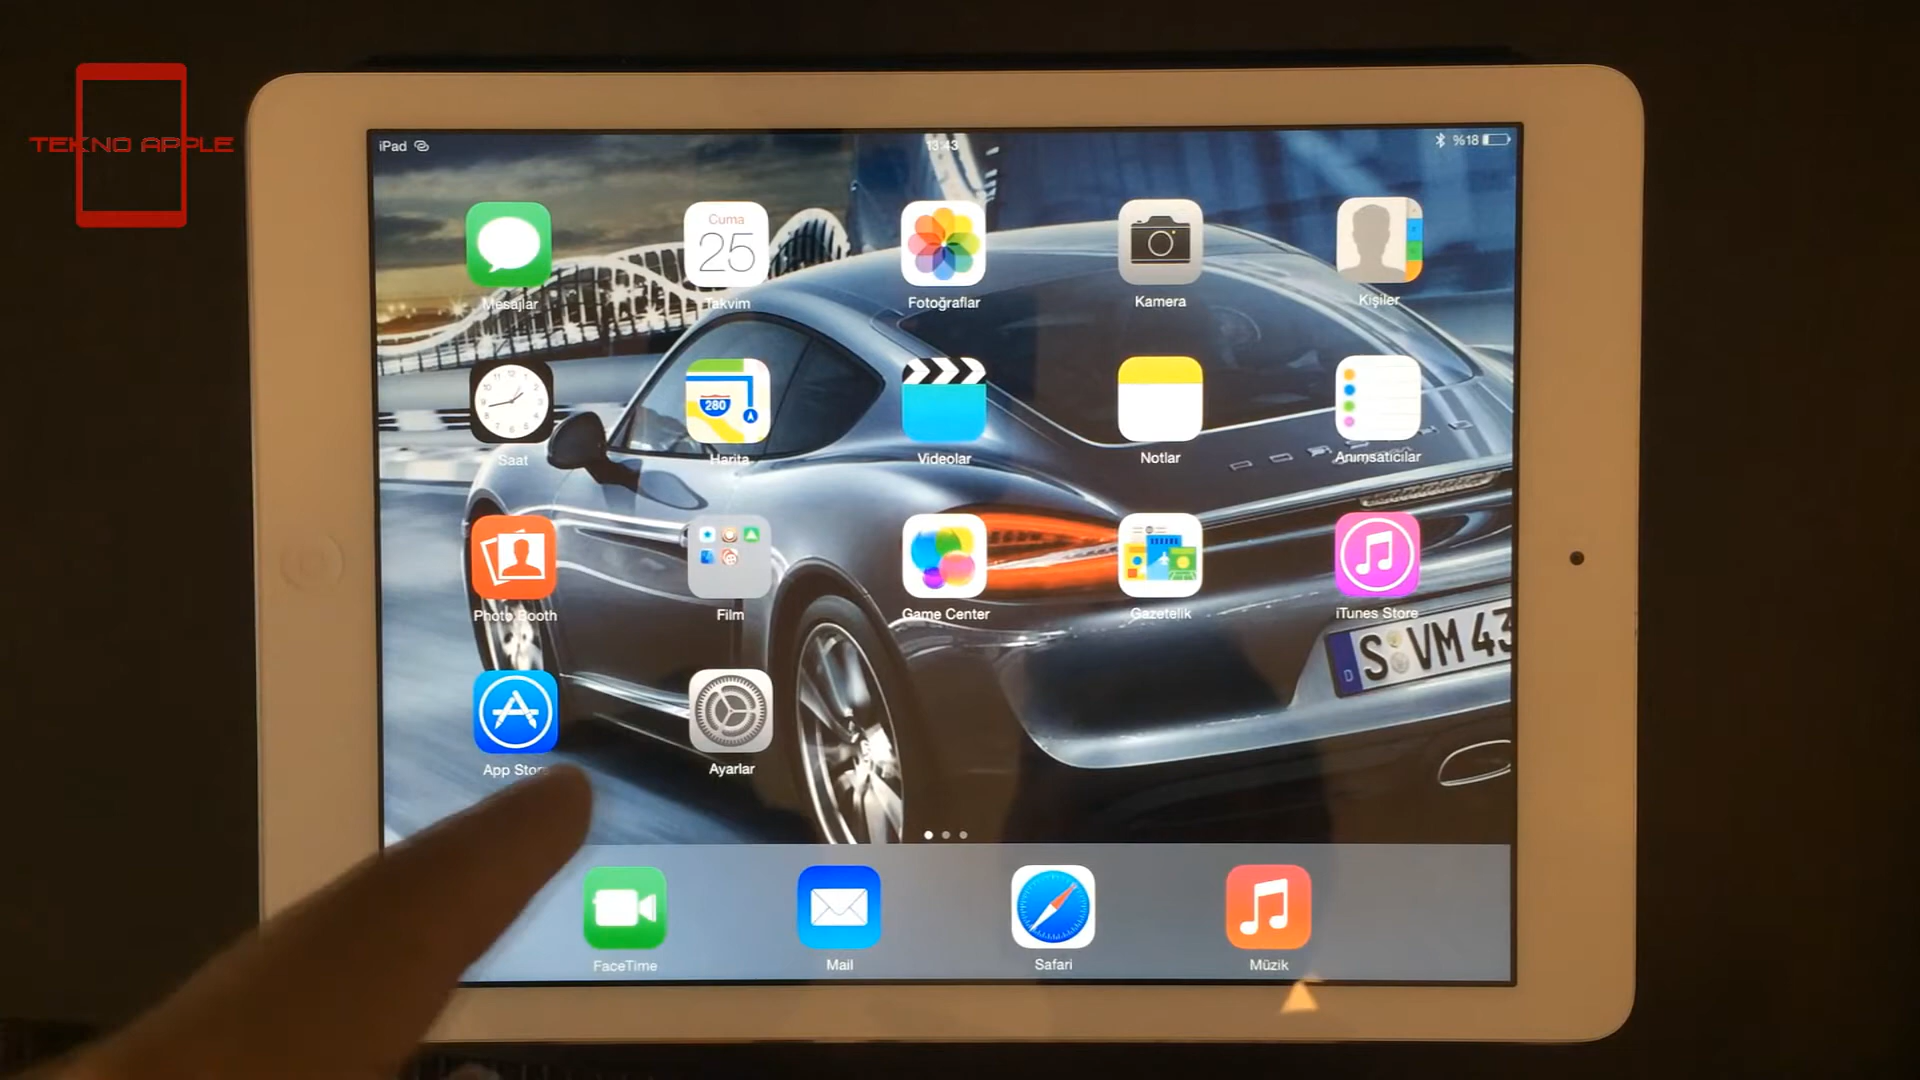 TEKNO APPLE
iPad
13:43
%18
Cuma
25
Mesajlar
Takvim
Fotoğraflar
Kamera
Kişiler
280
Saat
Harita
Videolar
Notlar
Anımsatıcılar
Photo Booth
Film
Game Center
Gazetelik
iTunes Store
S VM 43
App Store
Ayarlar
FaceTime
Mail
Safari
Müzik